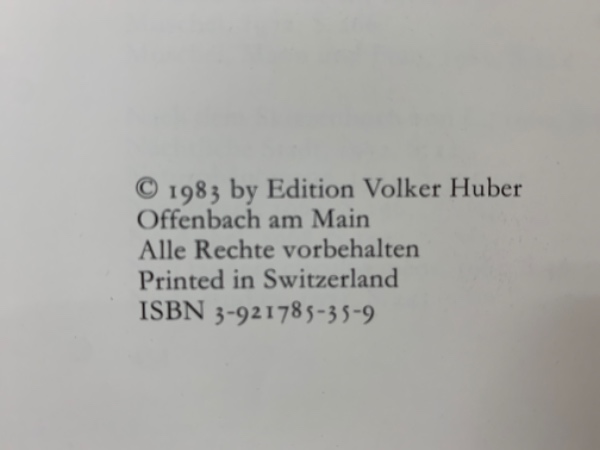 © 1983 by Edition Volker Huber
Offenbach am Main
Alle Rechte vorbehalten
Printed in Switzerland
ISBN 3-921785-35-9